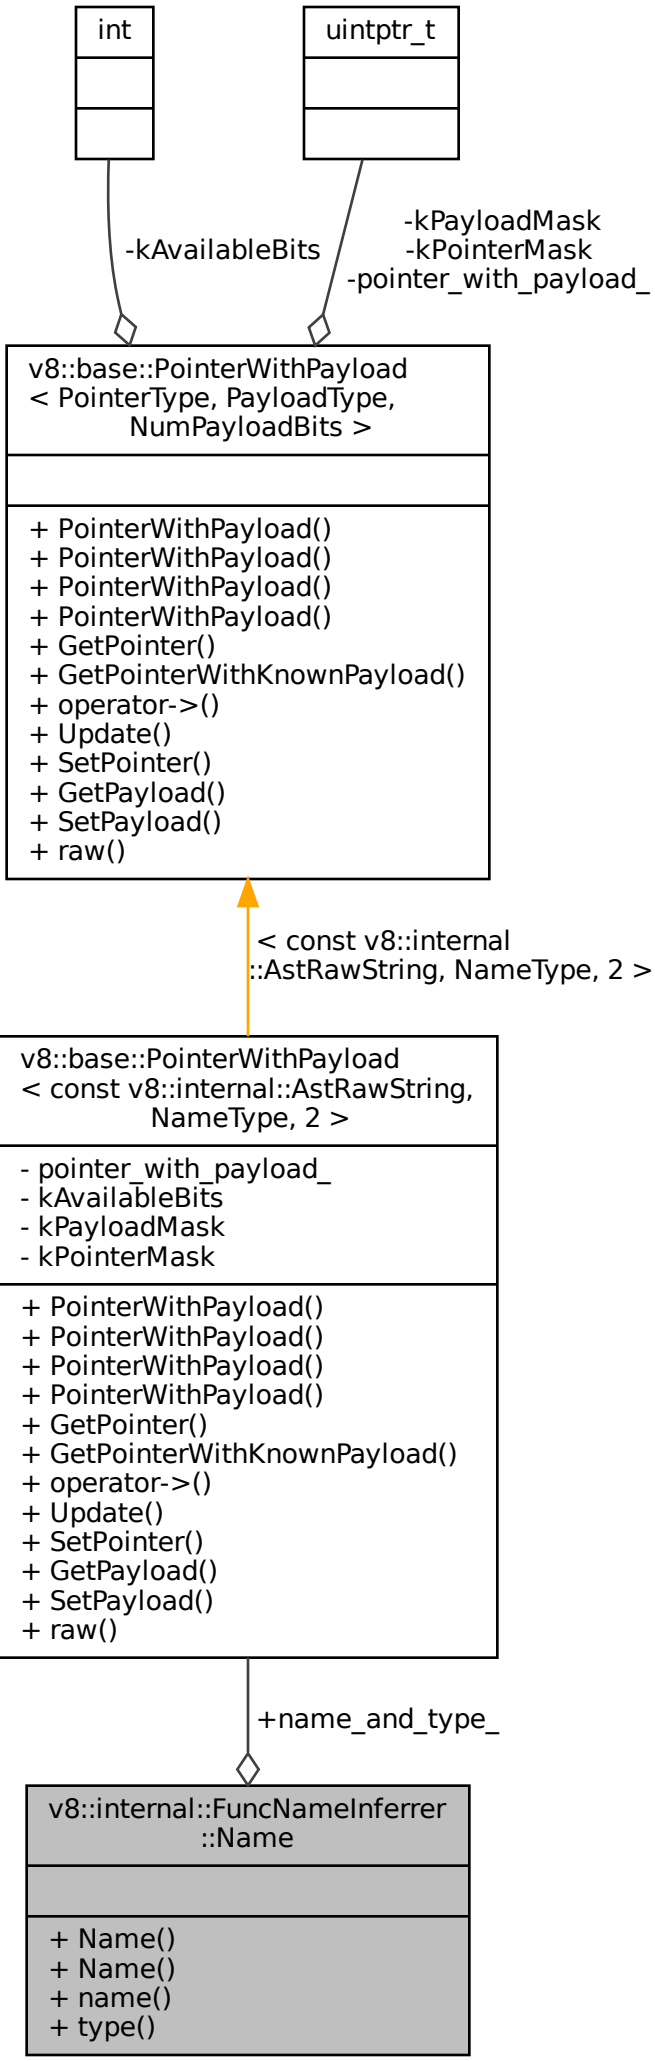 int
uintptr_t
-kAvailableBits
-kPayloadMask
-kPointerMask
-pointer_with_payload_
v8::base::PointerWithPayload
< PointerType, PayloadType,
NumPayloadBits >
+ PointerWithPayload()
+ PointerWithPayload()
+ PointerWithPayload()
+ PointerWithPayload()
+ GetPointer()
+ GetPointerWithKnownPayload()
+ operator->()
+ Update()
+ SetPointer()
+ GetPayload()
+ SetPayload()
+ raw()
< const v8::internal
::AstRawString, NameType, 2 >
v8::base::PointerWithPayload
< const v8::internal::AstRawString,
NameType, 2 >
- pointer_with_payload_
- kAvailableBits
- kPayloadMask
- kPointerMask
+ PointerWithPayload()
+ PointerWithPayload()
+ PointerWithPayload()
+ PointerWithPayload()
+ GetPointer()
+ GetPointerWithKnownPayload()
+ operator->()
+ Update()
+ SetPointer()
+ GetPayload()
+ SetPayload()
+ raw()
+name_and_type_
v8::internal::FuncNameInferrer
::Name
+ Name()
+ Name()
+ name()
+ type()